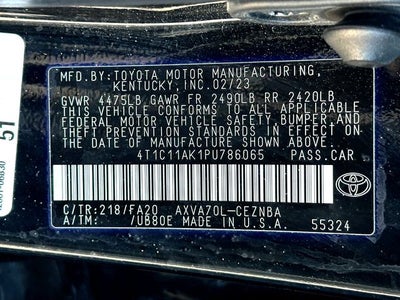 MFD.BY:TOYOTA MOTOR MANUFACTURING,
KENTUCKY,INC.02/23
GVWR 4475LB GAWR FR 2490LB RR 2420LB
THIS VEHICLE CONFORMS TO ALL APPLICABLE
FEDERAL MOTOR VEHICLE SAFETY,BUMPER,AND
THEFT PREVENTION STANDARDS IN EFFECT ON
THE DATE OF MANUFACTURE SHOWN ABOVE.
4T1C11AK1PU786065 PASS.CAR
C/TR:218/FA20 AXVA70L-CEZNBA
A/TM: /UB80E MADE IN U.S.A.
55324
TOYOTA
51